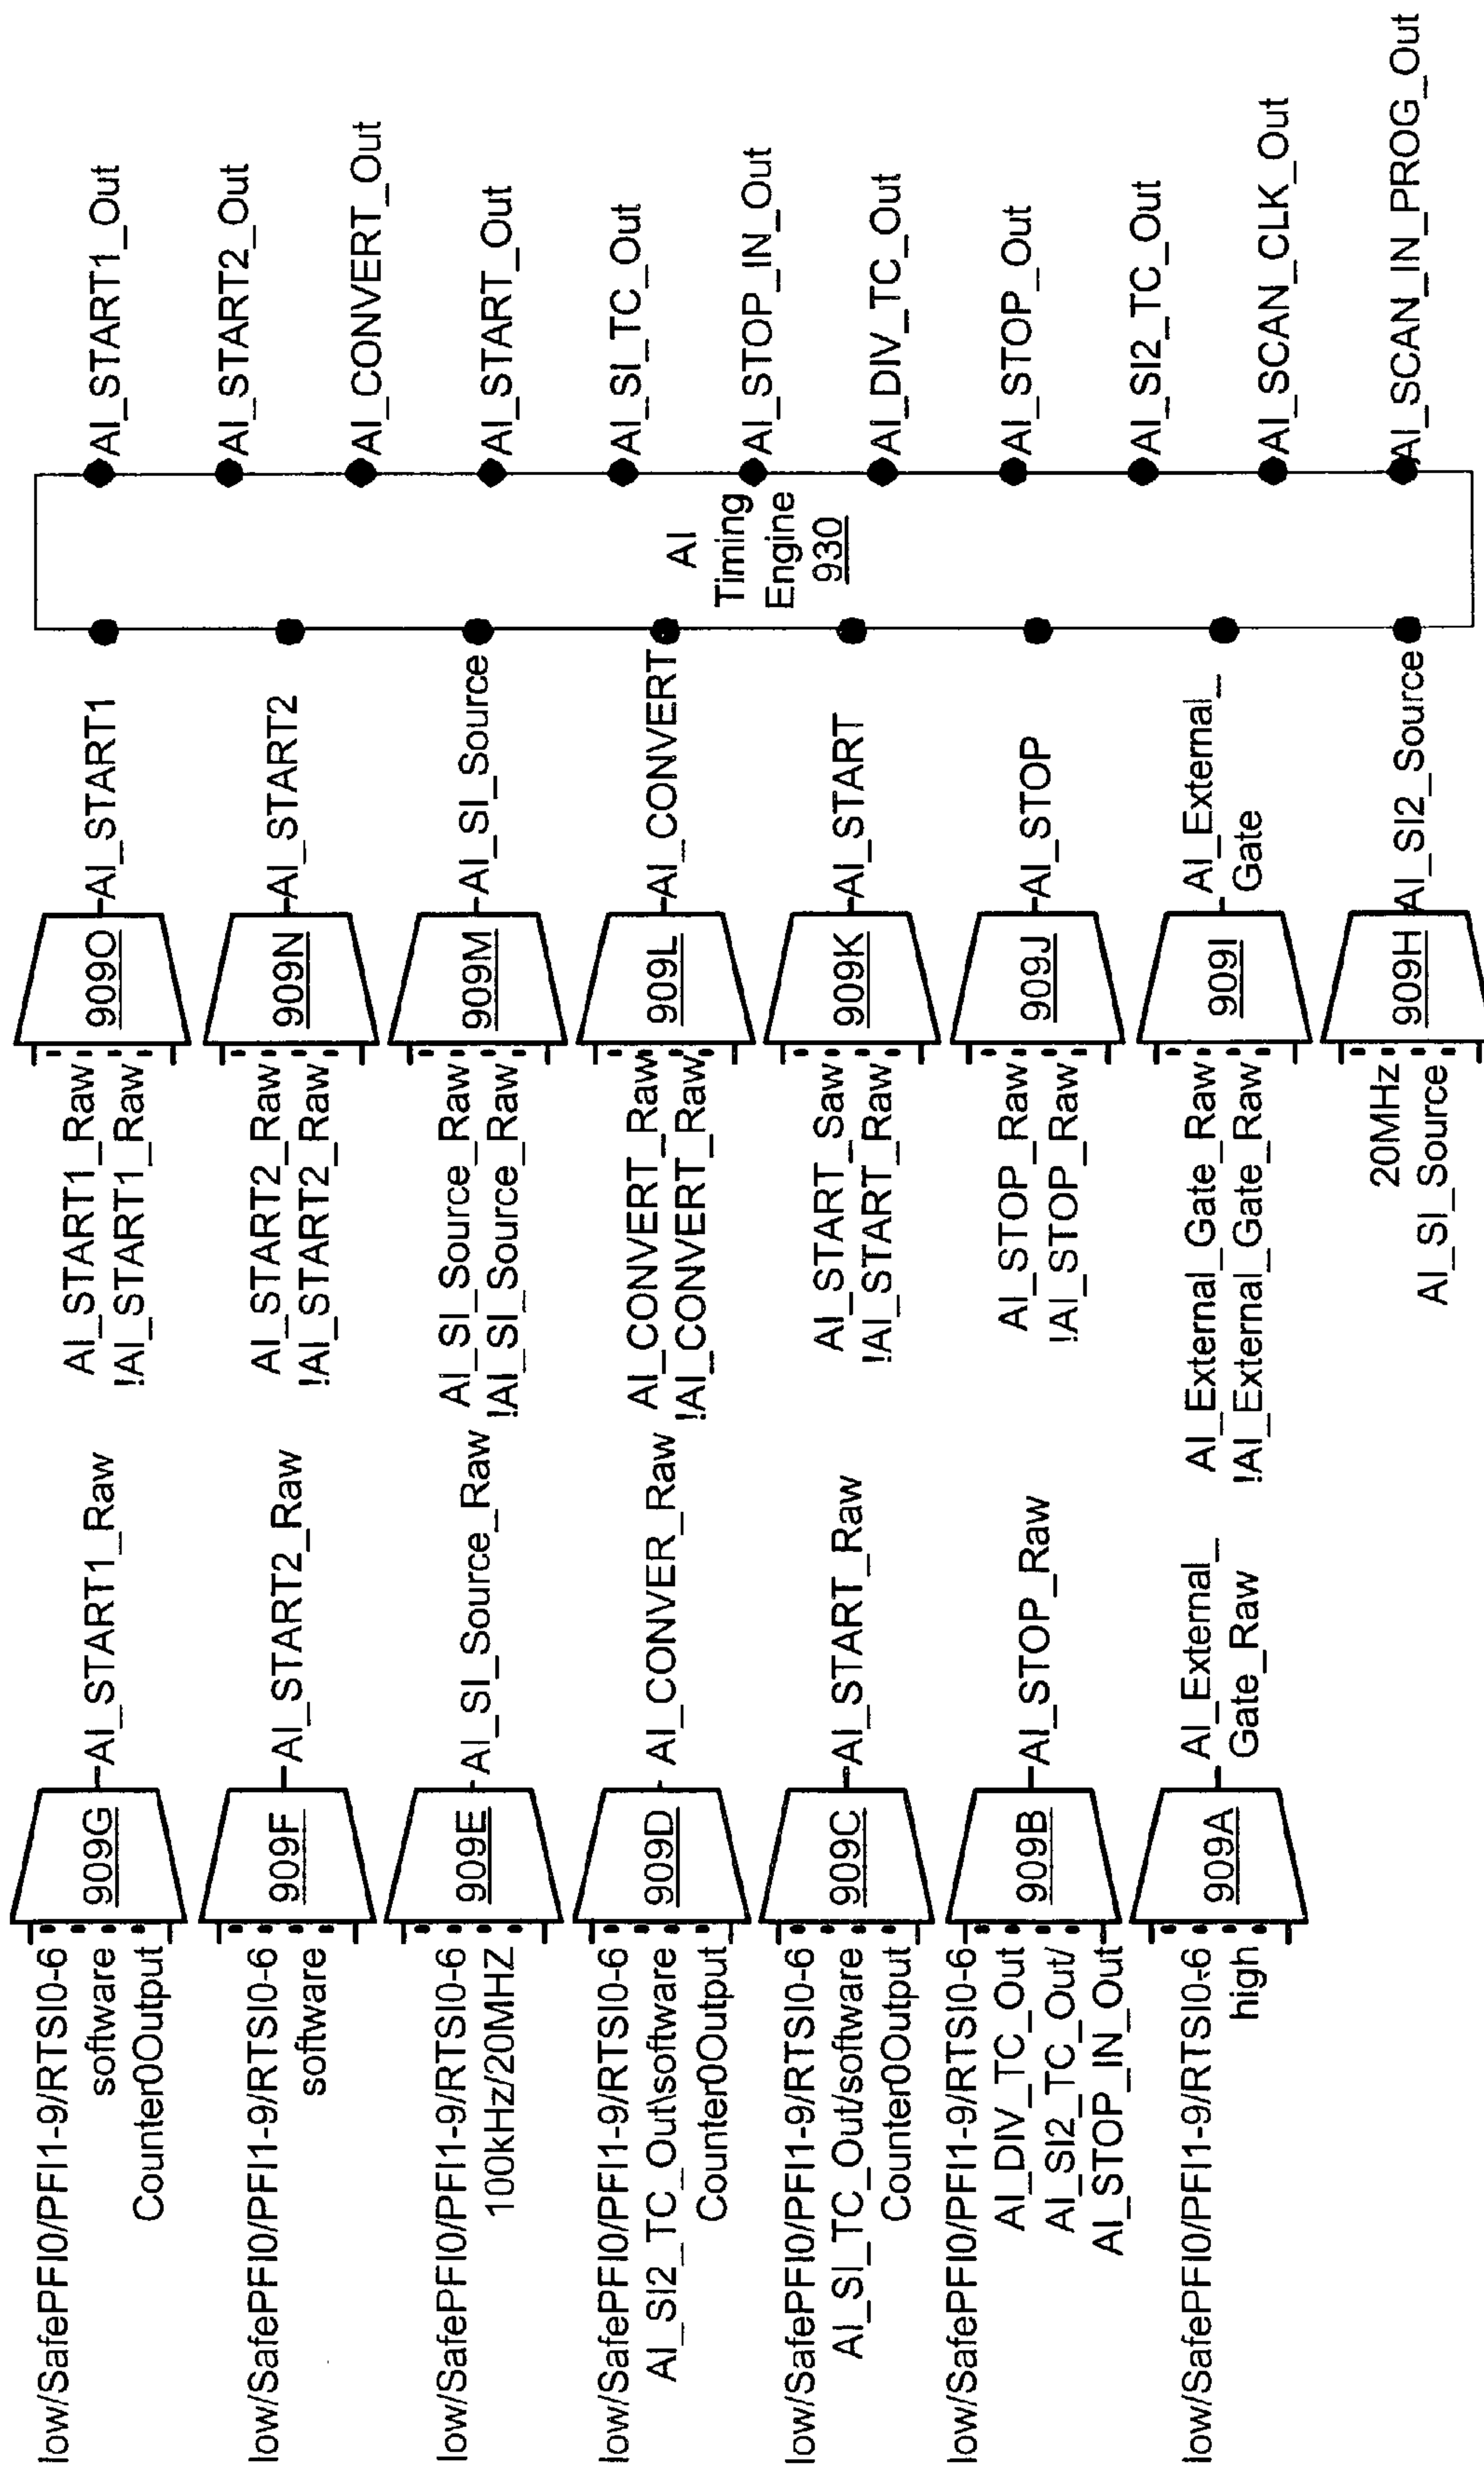 low/SafePFI0/PFI1-9/RTSI0-6
software
Counter0Output
909G
AI_START1_Raw
AI_START1_Raw
!AI_START1_Raw
909O
AI_START1
low/SafePFI0/PFI1-9/RTSI0-6
software
909F
AI_START2_Raw
AI_START2_Raw
!AI_START2_Raw
909N
AI_START2
low/SafePFI0/PFI1-9/RTSI0-6
100kHz/20MHZ
909E
AI_SI_Source_Raw
AI_SI_Source_Raw
!AI_SI_Source_Raw
909M
AI_SI_Source
low/SafePFI0/PFI1-9/RTSI0-6
AI_SI2_TC_Out\software
Counter0Output
909D
AI_CONVER_Raw
AI_CONVERT_Raw
!AI_CONVERT_Raw
909L
AI_CONVERT
low/SafePFI0/PFI1-9/RTSI0-6
AI_SI_TC_Out/software
Counter0Output
909C
AI_START_Raw
AI_START_Saw
!AI_START_Raw
909K
AI_START
low/SafePFI0/PFI1-9/RTSI0-6
AI_DIV_TC_Out
AI_SI2_TC_Out/
AI_STOP_IN_Out
909B
AI_STOP_Raw
AI_STOP_Raw
!AI_STOP_Raw
909J
AI_STOP
low/SafePFI0/PFI1-9/RTSI0-6
high
909A
AI_External_
Gate_Raw
AI_External_Gate_Raw
!AI_External_Gate_Raw
909I
AI_External_
Gate
20MHz
AI_SI_Source
909H
AI_SI2_Source
AI
Timing
Engine
930
AI_START1_Out
AI_START2_Out
AI_CONVERT_Out
AI_START_Out
AI_SI_TC_Out
AI_STOP_IN_Out
AI_DIV_TC_Out
AI_STOP_Out
AI_SI2_TC_Out
AI_SCAN_CLK_Out
AI_SCAN_IN_PROG_Out